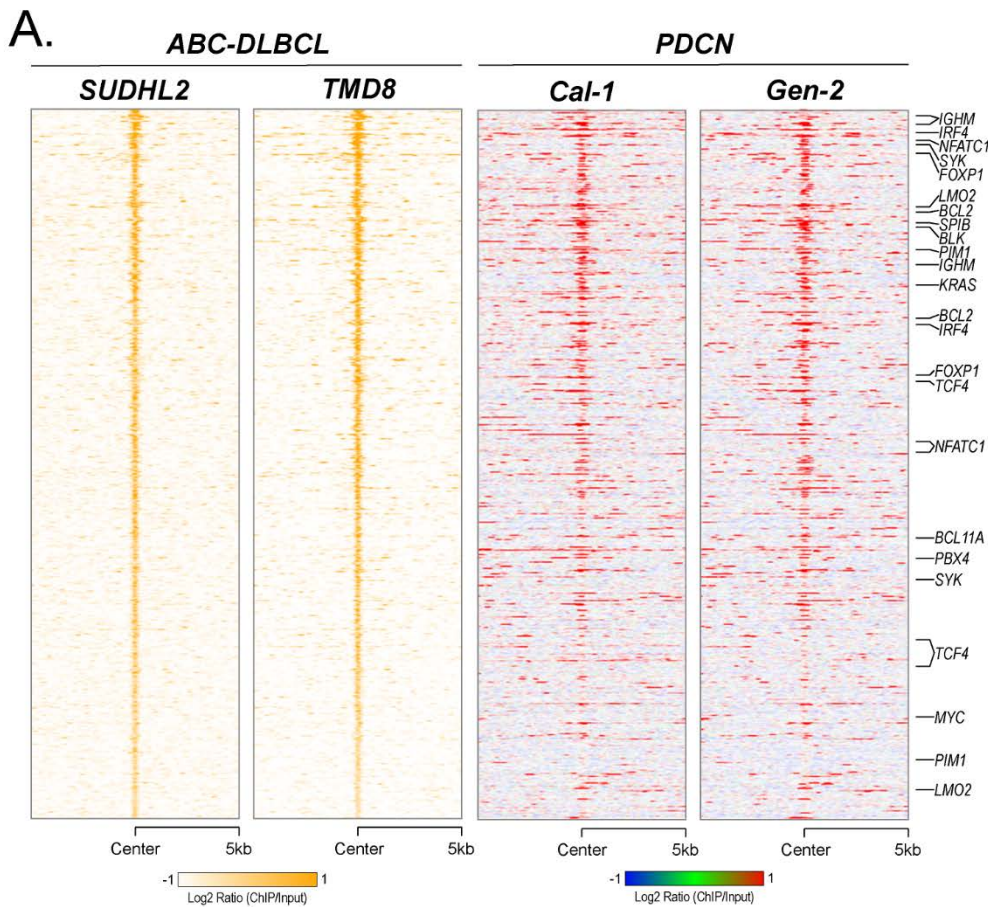 A.
ABC-DLBCL PDCN
SUDHL2 TMD8 Cal-1 Gen-2
IGHM
IRF4
NFATC1
SYK
FOXP1
LMO2
BCL2
SPIB
BLK
PIM1
IGHM
KRAS
BCL2
IRF4
FOXP1
TCF4
NFATC1
BCL11A
PBX4
SYK
TCF4
MYC
PIM1
LMO2
Center 5kb Center 5kb Center 5kb Center 5kb
-1 1 -1 1
Log2 Ratio (ChIP/Input) Log2 Ratio (ChIP/Input)